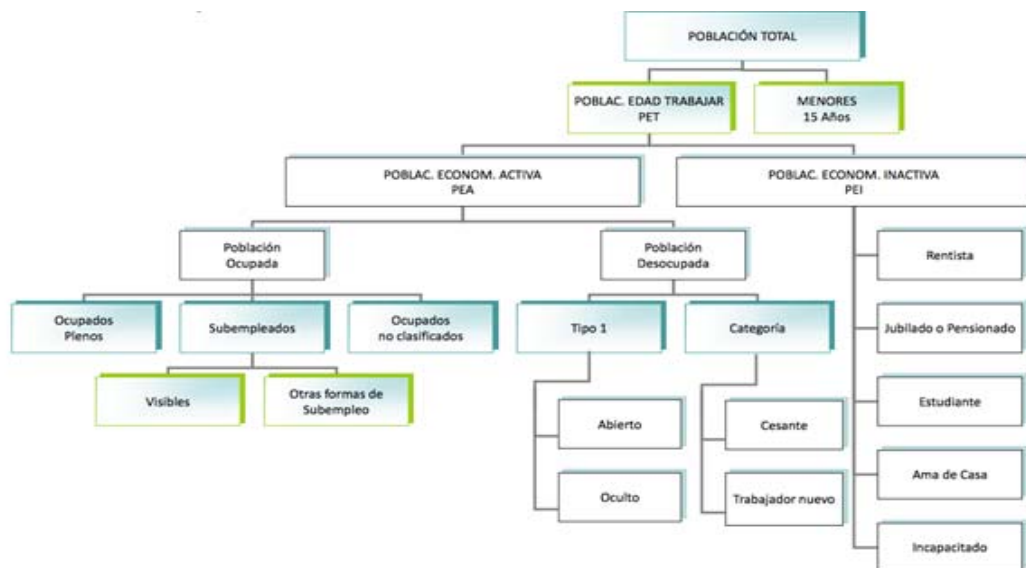 POBLACIÓN TOTAL
POBLAC. EDAD TRABAJAR
PET
MENORES
15 Años
POBLAC. ECONOM. ACTIVA
PEA
POBLAC. ECONOM. INACTIVA
PEI
Población
Ocupada
Población
Desocupada
Rentista
Ocupados
Plenos
Subempleados
Ocupados
no clasificados
Tipo 1
Categoría
Jubilado o Pensionado
Visibles
Otras formas de
Subempleo
Abierto
Cesante
Estudiante
Oculto
Trabajador nuevo
Ama de Casa
Incapacitado